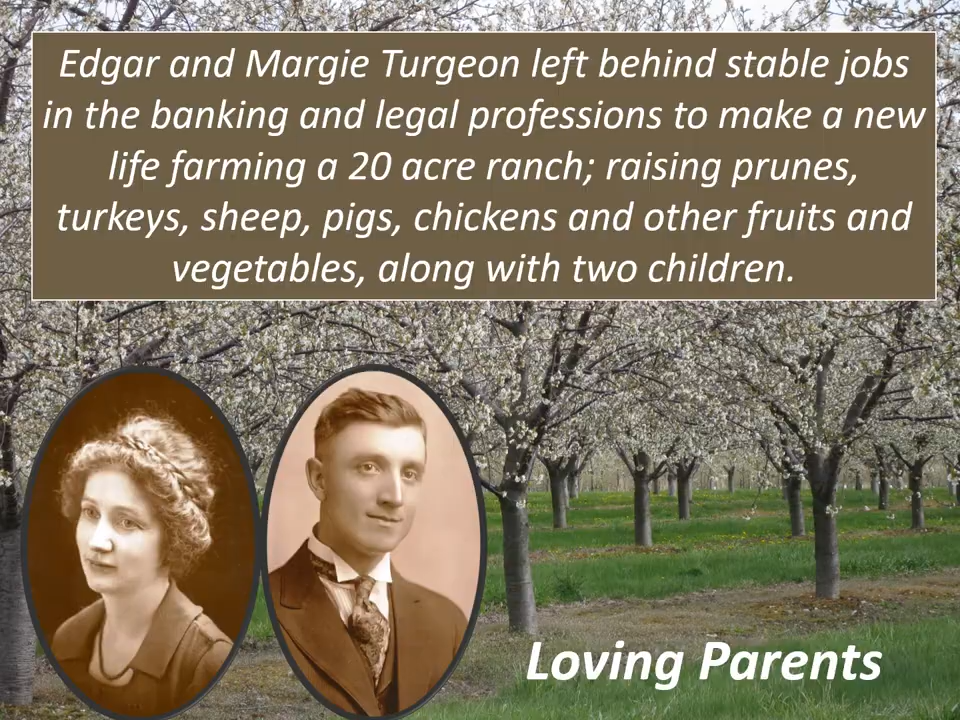 Edgar and Margie Turgeon left behind stable jobs
in the banking and legal professions to make a new
life farming a 20 acre ranch; raising prunes,
turkeys, sheep, pigs, chickens and other fruits and
vegetables, along with two children.
Loving Parents